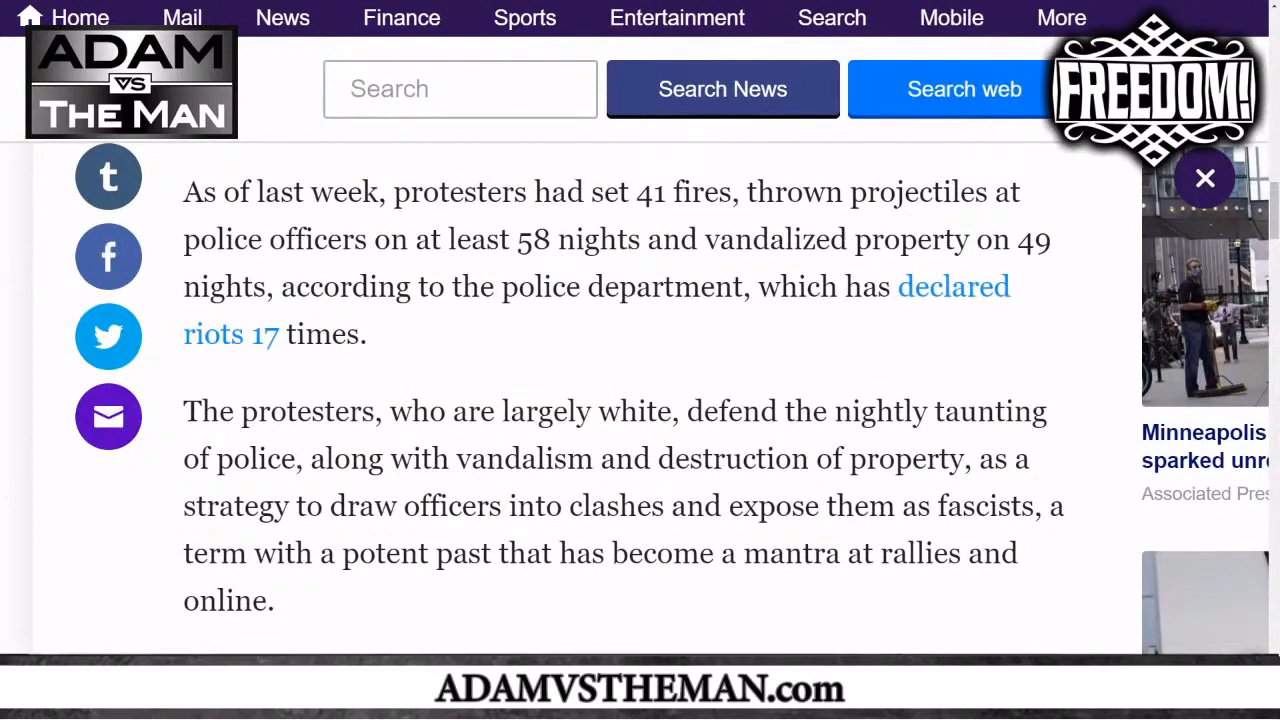 Home Mail News Finance Sports Entertainment Search Mobile More
ADAM
VS
THE MAN
Search
Search News
Search web
FREEDOM!
t
f
As of last week, protesters had set 41 fires, thrown projectiles at
police officers on at least 58 nights and vandalized property on 49
nights, according to the police department, which has declared
riots 17 times.
The protesters, who are largely white, defend the nightly taunting
of police, along with vandalism and destruction of property, as a
strategy to draw officers into clashes and expose them as fascists, a
term with a potent past that has become a mantra at rallies and
online.
Minneapolis
sparked unr
Associated Pres
ADAMVSTHEMAN.com